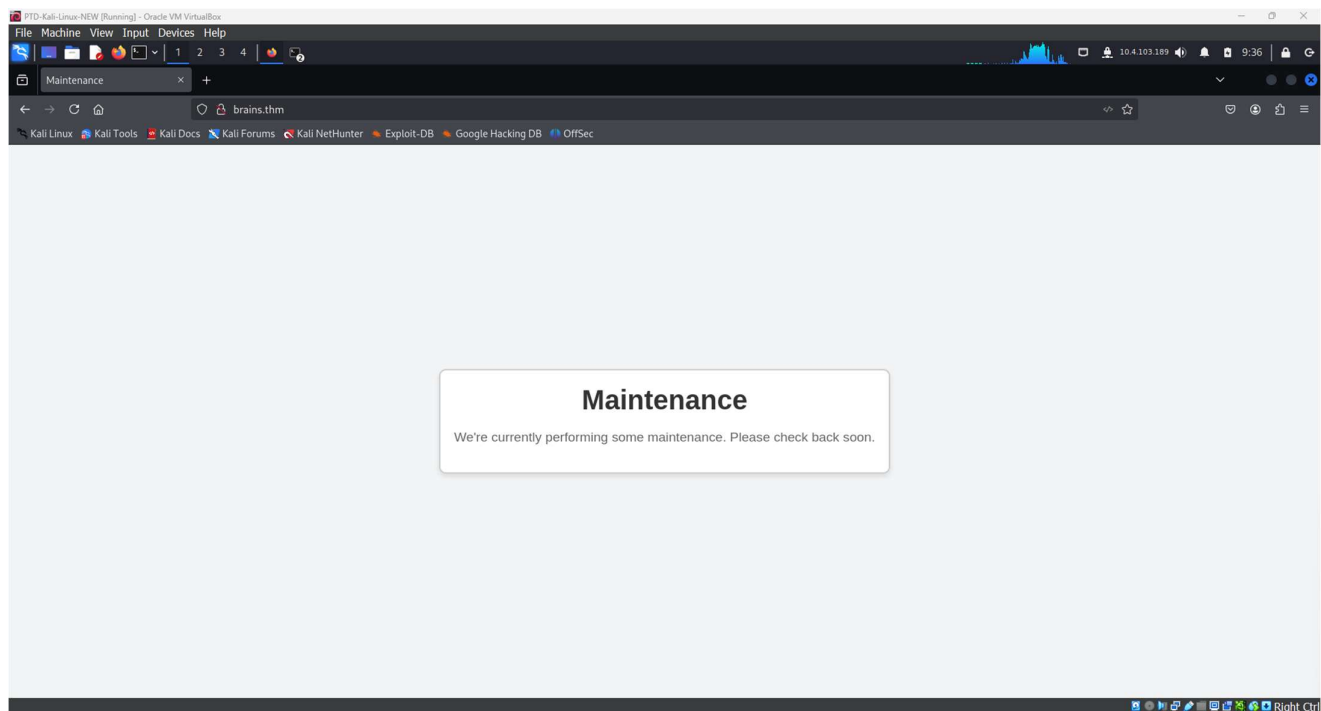 PTD-Kali-Linux-NEW [Running] - Oracle VM VirtualBox
File Machine View Input Devices Help
1 2 3 4 2 10.4.103.189 9:36
Maintenance
brains.thm
Kali Linux Kali Tools Kali Docs Kali Forums Kali NetHunter Exploit-DB Google Hacking DB OffSec
Maintenance
We're currently performing some maintenance. Please check back soon.
Right Ctrl